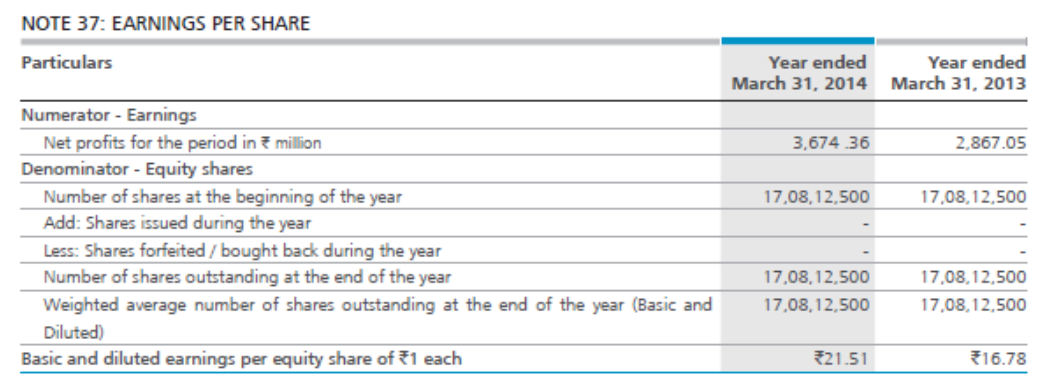 NOTE 37: EARNINGS PER SHARE
Particulars Year ended March 31, 2014 Year ended March 31, 2013
Numerator - Earnings
Net profits for the period in ₹ million 3,674 .36 2,867.05
Denominator - Equity shares
Number of shares at the beginning of the year 17,08,12,500 17,08,12,500
Add: Shares issued during the year - -
Less: Shares forfeited / bought back during the year - -
Number of shares outstanding at the end of the year 17,08,12,500 17,08,12,500
Weighted average number of shares outstanding at the end of the year (Basic and 17,08,12,500 17,08,12,500
Diluted)
Basic and diluted earnings per equity share of ₹1 each ₹21.51 ₹16.78